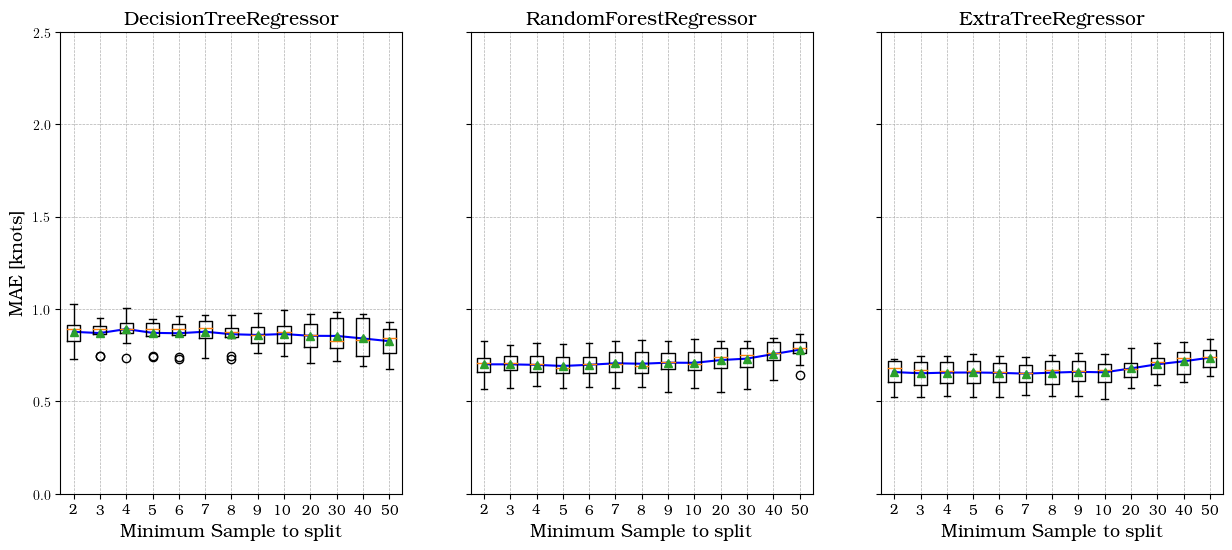 DecisionTreeRegressor RandomForestRegressor ExtraTreeRegressor
2.5
2.0
1.5
1.0
0.5
0.0
MAE [knots]
2 3 4 5 6 7 8 9 10 20 30 40 50 2 3 4 5 6 7 8 9 10 20 30 40 50 2 3 4 5 6 7 8 9 10 20 30 40 50
Minimum Sample to split Minimum Sample to split Minimum Sample to split